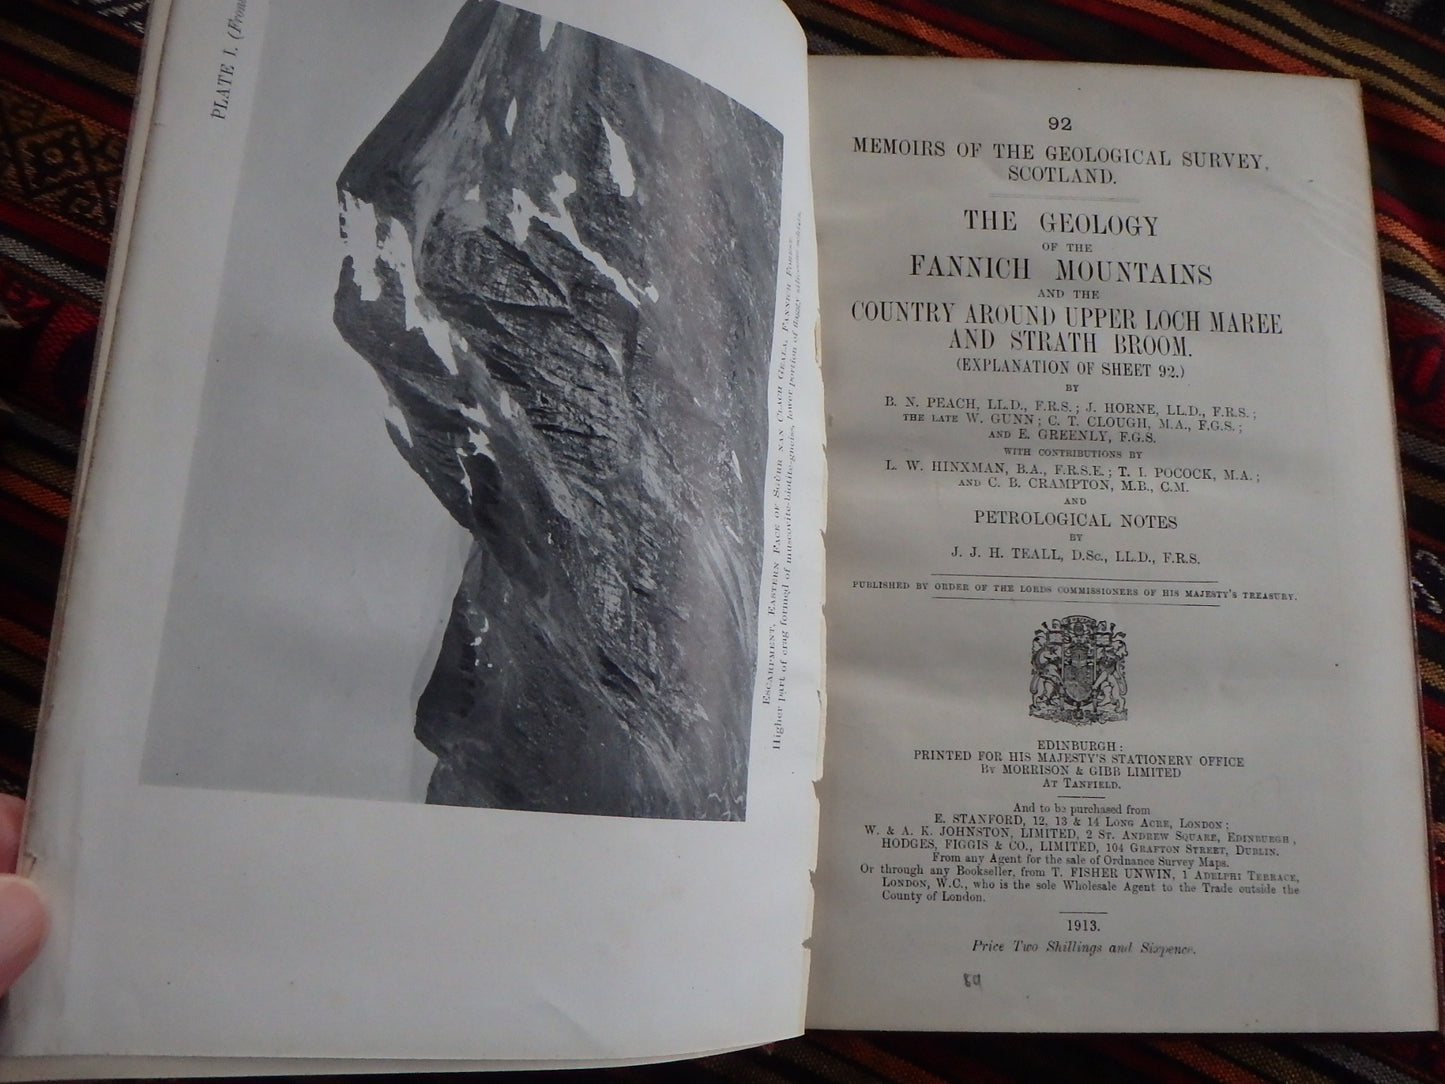 PLATE I. (Fron
ESCARPMENT, EASTERN FACE OF SGÙRR NAN CLACH GEALA, FANNICH FOREST.
Higher part of crag formed of muscovite-biotite-gneiss, lower portion of flaggy siliceous schists.
92
MEMOIRS OF THE GEOLOGICAL SURVEY,
SCOTLAND.
THE GEOLOGY
OF THE
FANNICH MOUNTAINS
AND THE
COUNTRY AROUND UPPER LOCH MAREE
AND STRATH BROOM.
(EXPLANATION OF SHEET 92.)
BY
B. N. PEACH, LL.D., F.R.S.; J. HORNE, LL.D., F.R.S.;
THE LATE W. GUNN; C. T. CLOUGH, M.A., F.G.S.;
AND E. GREENLY, F.G.S.
WITH CONTRIBUTIONS BY
L. W. HINXMAN, B.A., F.R.S.E.; T. I. POCOCK, M.A.;
AND C. B. CRAMPTON, M.B., C.M.
AND
PETROLOGICAL NOTES
BY
J. J. H. TEALL, D.Sc., LL.D., F.R.S.
PUBLISHED BY ORDER OF THE LORDS COMMISSIONERS OF HIS MAJESTY'S TREASURY.
EDINBURGH:
PRINTED FOR HIS MAJESTY'S STATIONERY OFFICE
By MORRISON & GIBB LIMITED
AT TANFIELD.
And to be purchased from
E. STANFORD, 12, 13 & 14 LONG ACRE, LONDON;
W. & A. K. JOHNSTON, LIMITED, 2 ST. ANDREW SQUARE, EDINBURGH;
HODGES, FIGGIS & CO., LIMITED, 104 GRAFTON STREET, DUBLIN.
From any Agent for the sale of Ordnance Survey Maps.
Or through any Bookseller, from T. FISHER UNWIN, 1 ADELPHI TERRACE,
LONDON, W.C., who is the sole Wholesale Agent to the Trade outside the
County of London.
1913.
Price Two Shillings and Sixpence.